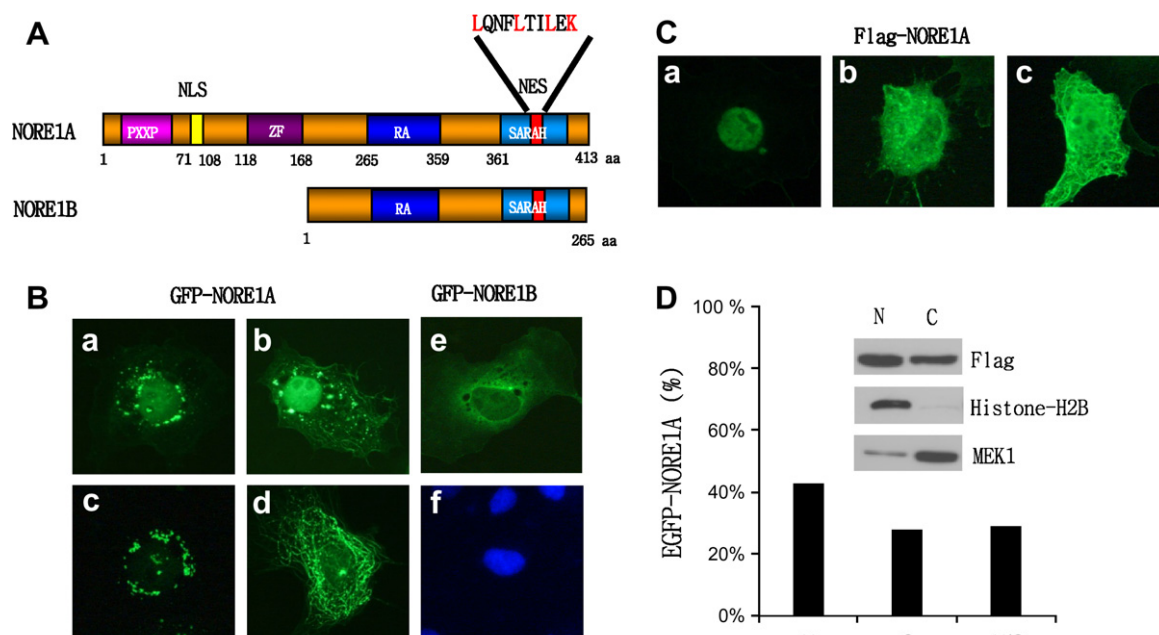 A
LQNFLTILEK
NLS
NES
NORE1A
PXXP
ZF
RA
SARAH
1
71
108
118
168
265
359
361
413 aa
NORE1B
RA
SARAH
1
265 aa
B
GFP-NORE1A
GFP-NORE1B
a
b
e
c
d
f
C
Flag-NORE1A
a
b
c
D
EGFP-NORE1A (%)
100 %
80%
60%
40%
20%
0%
N C
Flag
Histone-H2B
MEK1